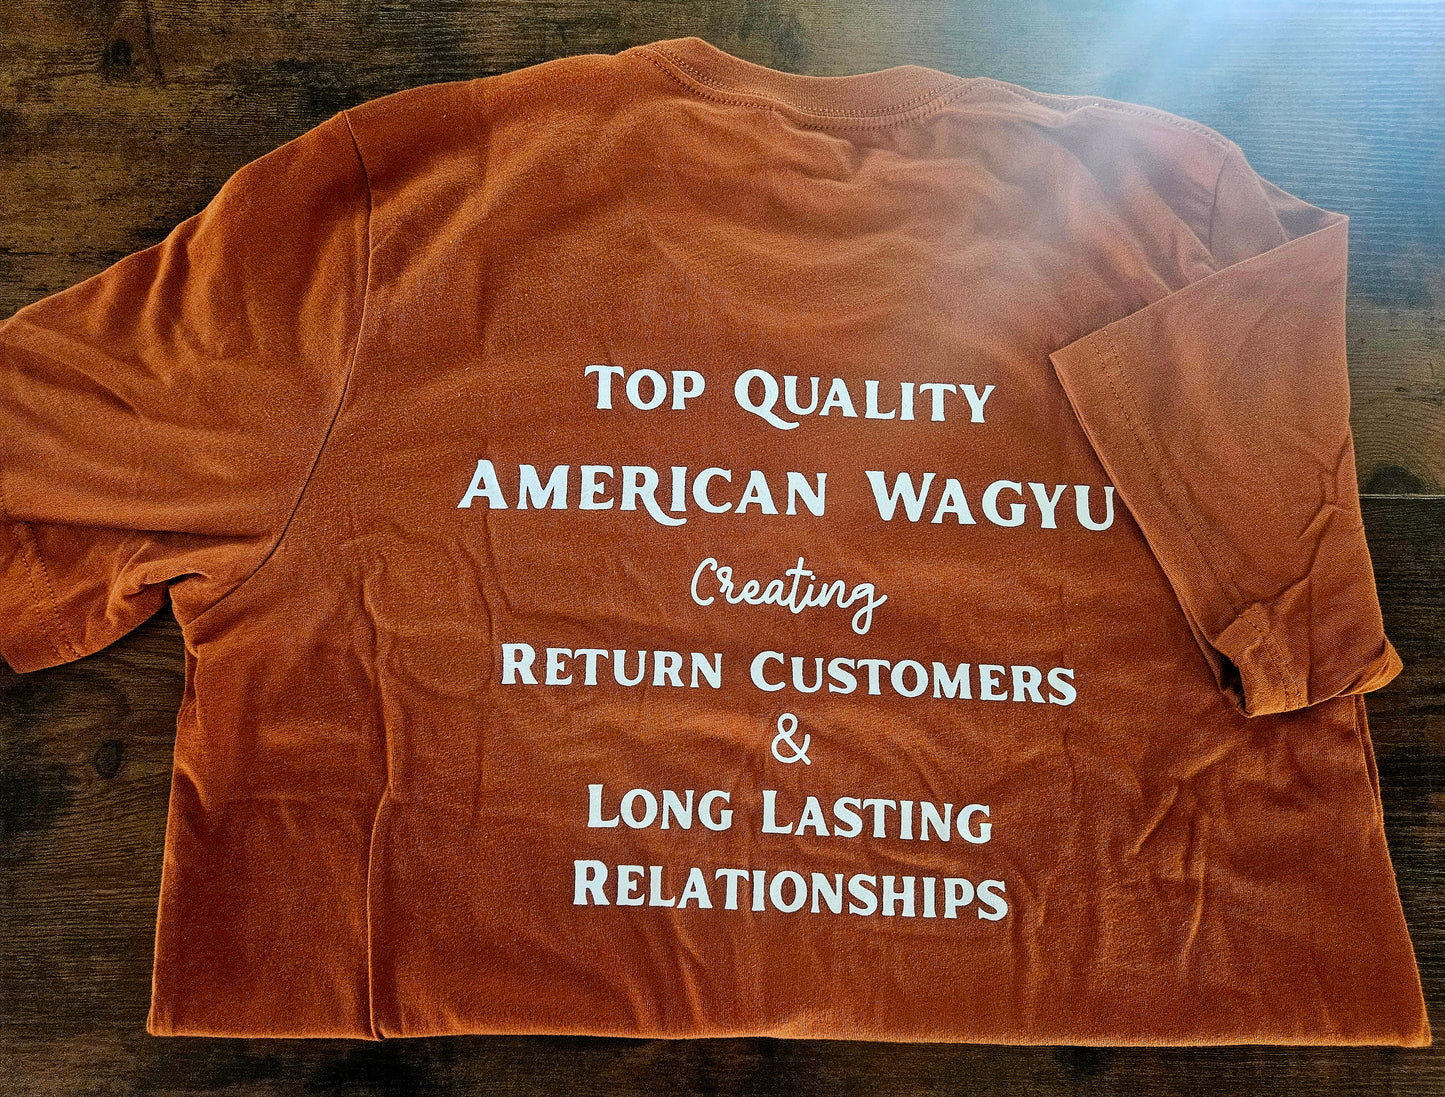 Top Quality
American Wagyu
Creating
Return Customers
&
Long Lasting
Relationships